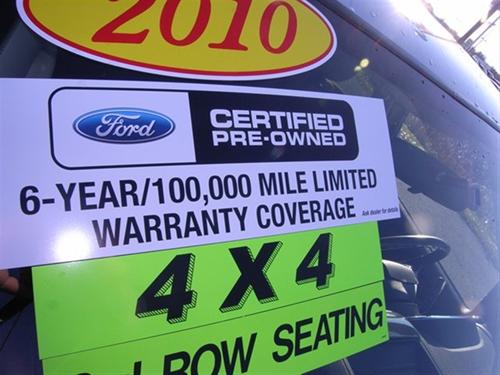 2010
Ford
CERTIFIED
PRE-OWNED
6-YEAR/100,000 MILE LIMITED
WARRANTY COVERAGE
Ask dealer for details
4 X 4
ROW SEATING